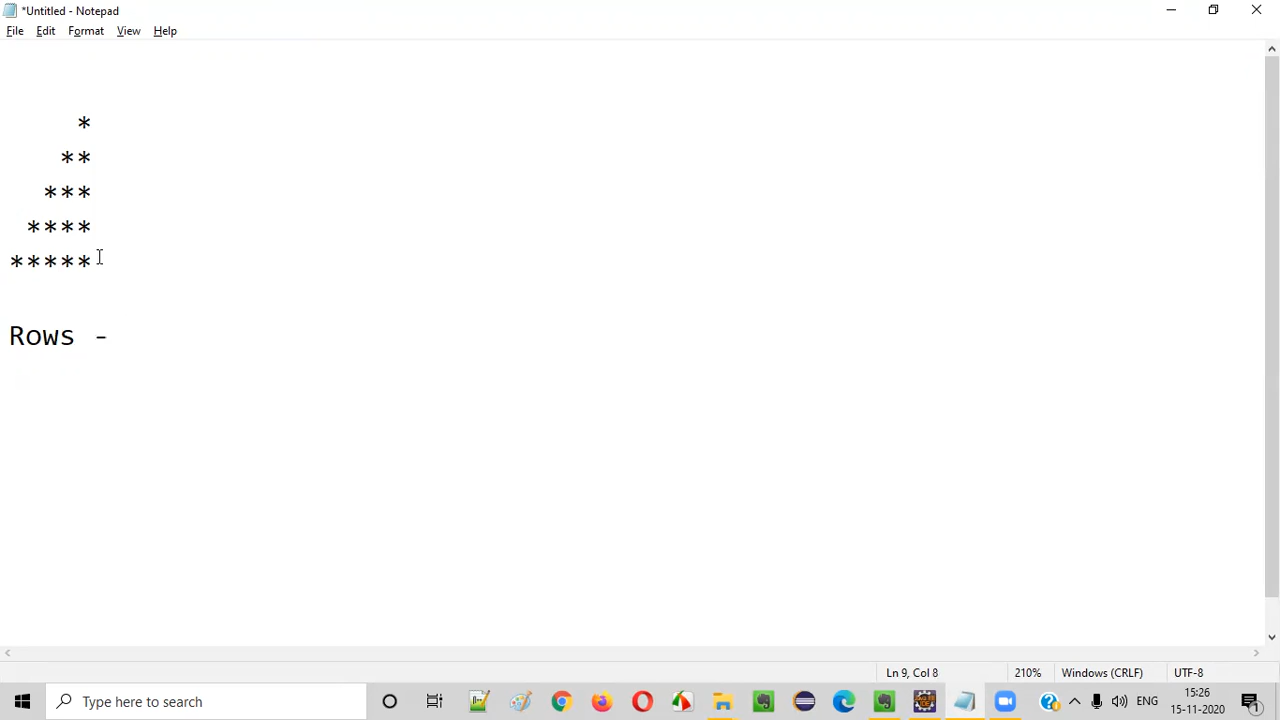 *Untitled - Notepad
File Edit Format View Help
*
**
***
****
*****
Rows -
Ln 9, Col 8 210% Windows (CRLF) UTF-8
Type here to search
ENG
15:26
15-11-2020
1